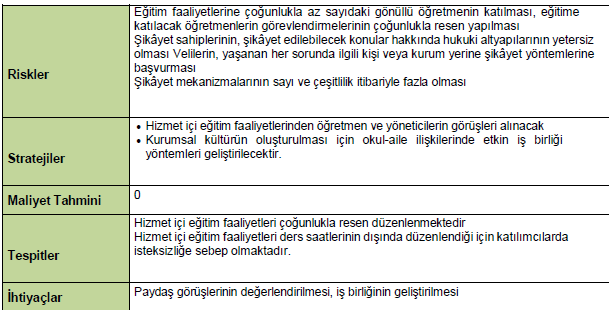 Riskler
Eğitim faaliyetlerine çoğunlukla az sayıdaki gönüllü öğretmenin katılması, eğitime
katılacak öğretmenlerin görevlendirmelerinin çoğunlukla resen yapılması
Şikâyet sahiplerinin, şikâyet edilebilecek konular hakkında hukuki altyapılarının yetersiz
olması Velilerin, yaşanan her sorunda ilgili kişi veya kurum yerine şikâyet yöntemlerine
başvurması
Şikâyet mekanizmalarının sayı ve çeşitlilik itibariyle fazla olması
Stratejiler
• Hizmet içi eğitim faaliyetlerinden öğretmen ve yöneticilerin görüşleri alınacak
• Kurumsal kültürün oluşturulması için okul-aile ilişkilerinde etkin iş birliği
yöntemleri geliştirilecektir.
Maliyet Tahmini
0
Tespitler
Hizmet içi eğitim faaliyetleri çoğunlukla resen düzenlenmektedir
Hizmet içi eğitim faaliyetleri ders saatlerinin dışında düzenlendiği için katılımcılarda
isteksizliğe sebep olmaktadır.
İhtiyaçlar
Paydaş görüşlerinin değerlendirilmesi, iş birliğinin geliştirilmesi